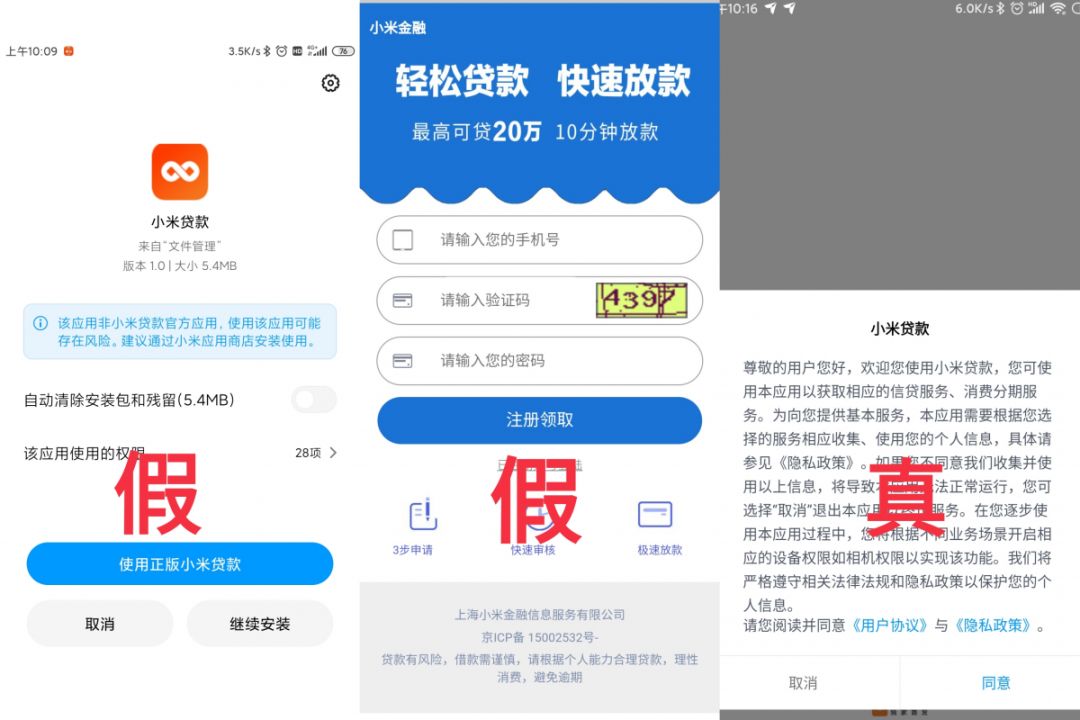 上午10:09
3.5K/s
HD
4G+
76
小米贷款
来自“文件管理”
版本 1.0 | 大小 5.4MB
该应用非小米贷款官方应用，使用该应用可能
存在风险。建议通过小米应用商店安装使用。
自动清除安装包和残留(5.4MB)
该应用使用的权限
28项
假
使用正版小米贷款
取消
继续安装
小米金融
轻松贷款 快速放款
最高可贷20万 10分钟放款
请输入您的手机号
请输入验证码
4397
请输入您的密码
注册领取
假
3步申请
快速审核
极速放款
上海小米金融信息服务有限公司
京ICP备 15002532号-
贷款有风险，借款需谨慎，请根据个人能力合理贷款，理性
消费，避免逾期
午10:16
6.0K/s
HD
小米贷款
尊敬的用户您好，欢迎您使用小米贷款，您可使
用本应用以获取相应的信贷服务、消费分期服
务。为向您提供基本服务，本应用需要根据您选
择的服务相应收集、使用您的个人信息，具体请
参见《隐私政策》。如果您不同意我们收集并使
用以上信息，将导致本应用无法正常运行，您可
选择“取消”退出本应用 服务。在您逐步使
用本应用过程中，您将根据不同业务场景开启相
应的设备权限如相机权限以实现该功能。我们将
严格遵守相关法律法规和隐私政策以保护您的个
人信息。
真
请您阅读并同意《用户协议》与《隐私政策》。
取消
同意